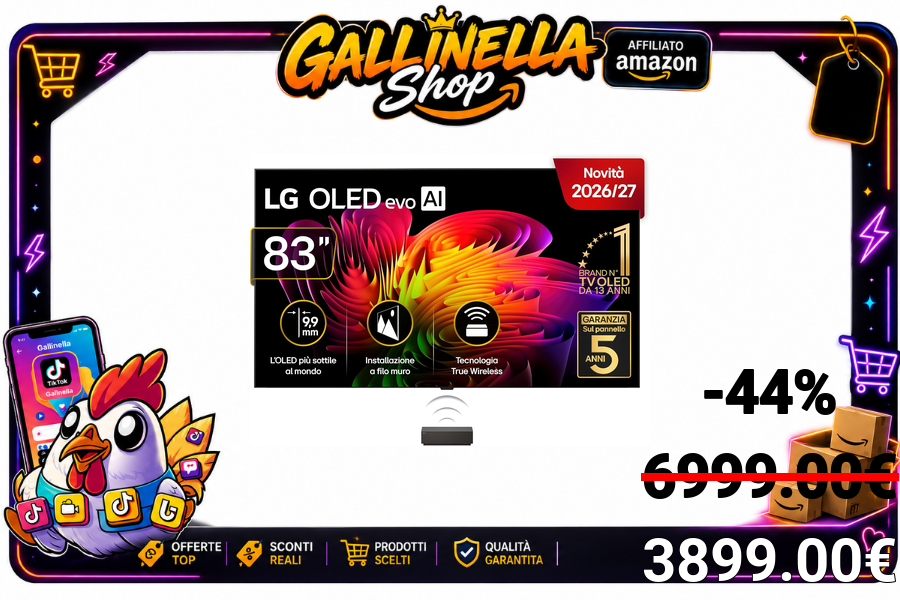 GALLINELLA
Shop
AFFILIATO
amazon
Novità
2026/27
LG OLED evo AI
83”
1
BRAND N°
TV OLED
DA 13 ANNI
9,9
mm
L'OLED più sottile
al mondo
Installazione
a filo muro
Tecnologia
True Wireless
GARANZIA
Sul pannello
5
ANNI
Gallinella
TikTok
Gallinella
-44%
6999.00€
3899.00€
OFFERTE
TOP
SCONTI
REALI
PRODOTTI
SCELTI
QUALITÀ
GARANTITA